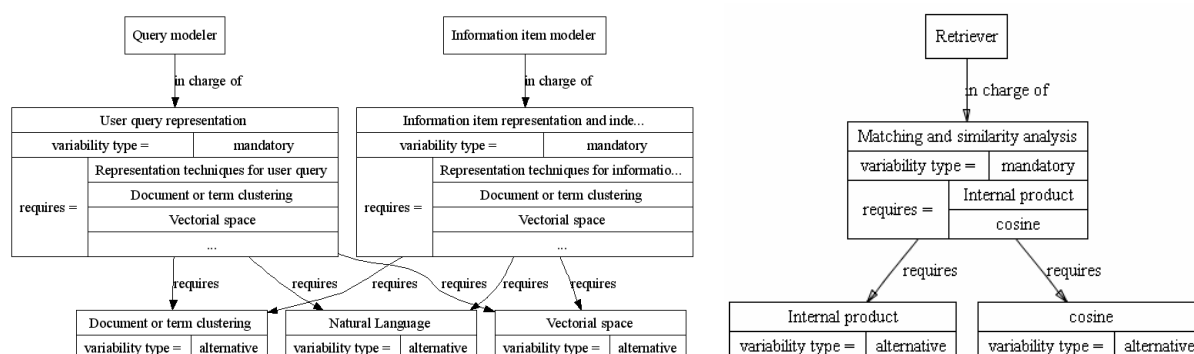 Query modeler
Information item modeler
Retriever
in charge of
in charge of
in charge of
User query representation
variability type =
mandatory
requires =
Representation techniques for user query
Document or term clustering
Vectorial space
...
Information item representation and inde...
variability type =
mandatory
requires =
Representation techniques for informatio...
Document or term clustering
Vectorial space
...
Matching and similarity analysis
variability type =
mandatory
requires =
Internal product
cosine
requires
requires
requires
requires
requires
requires
requires
Document or term clustering
variability type =
alternative
Natural Language
variability type =
alternative
Vectorial space
variability type =
alternative
Internal product
variability type =
alternative
cosine
variability type =
alternative